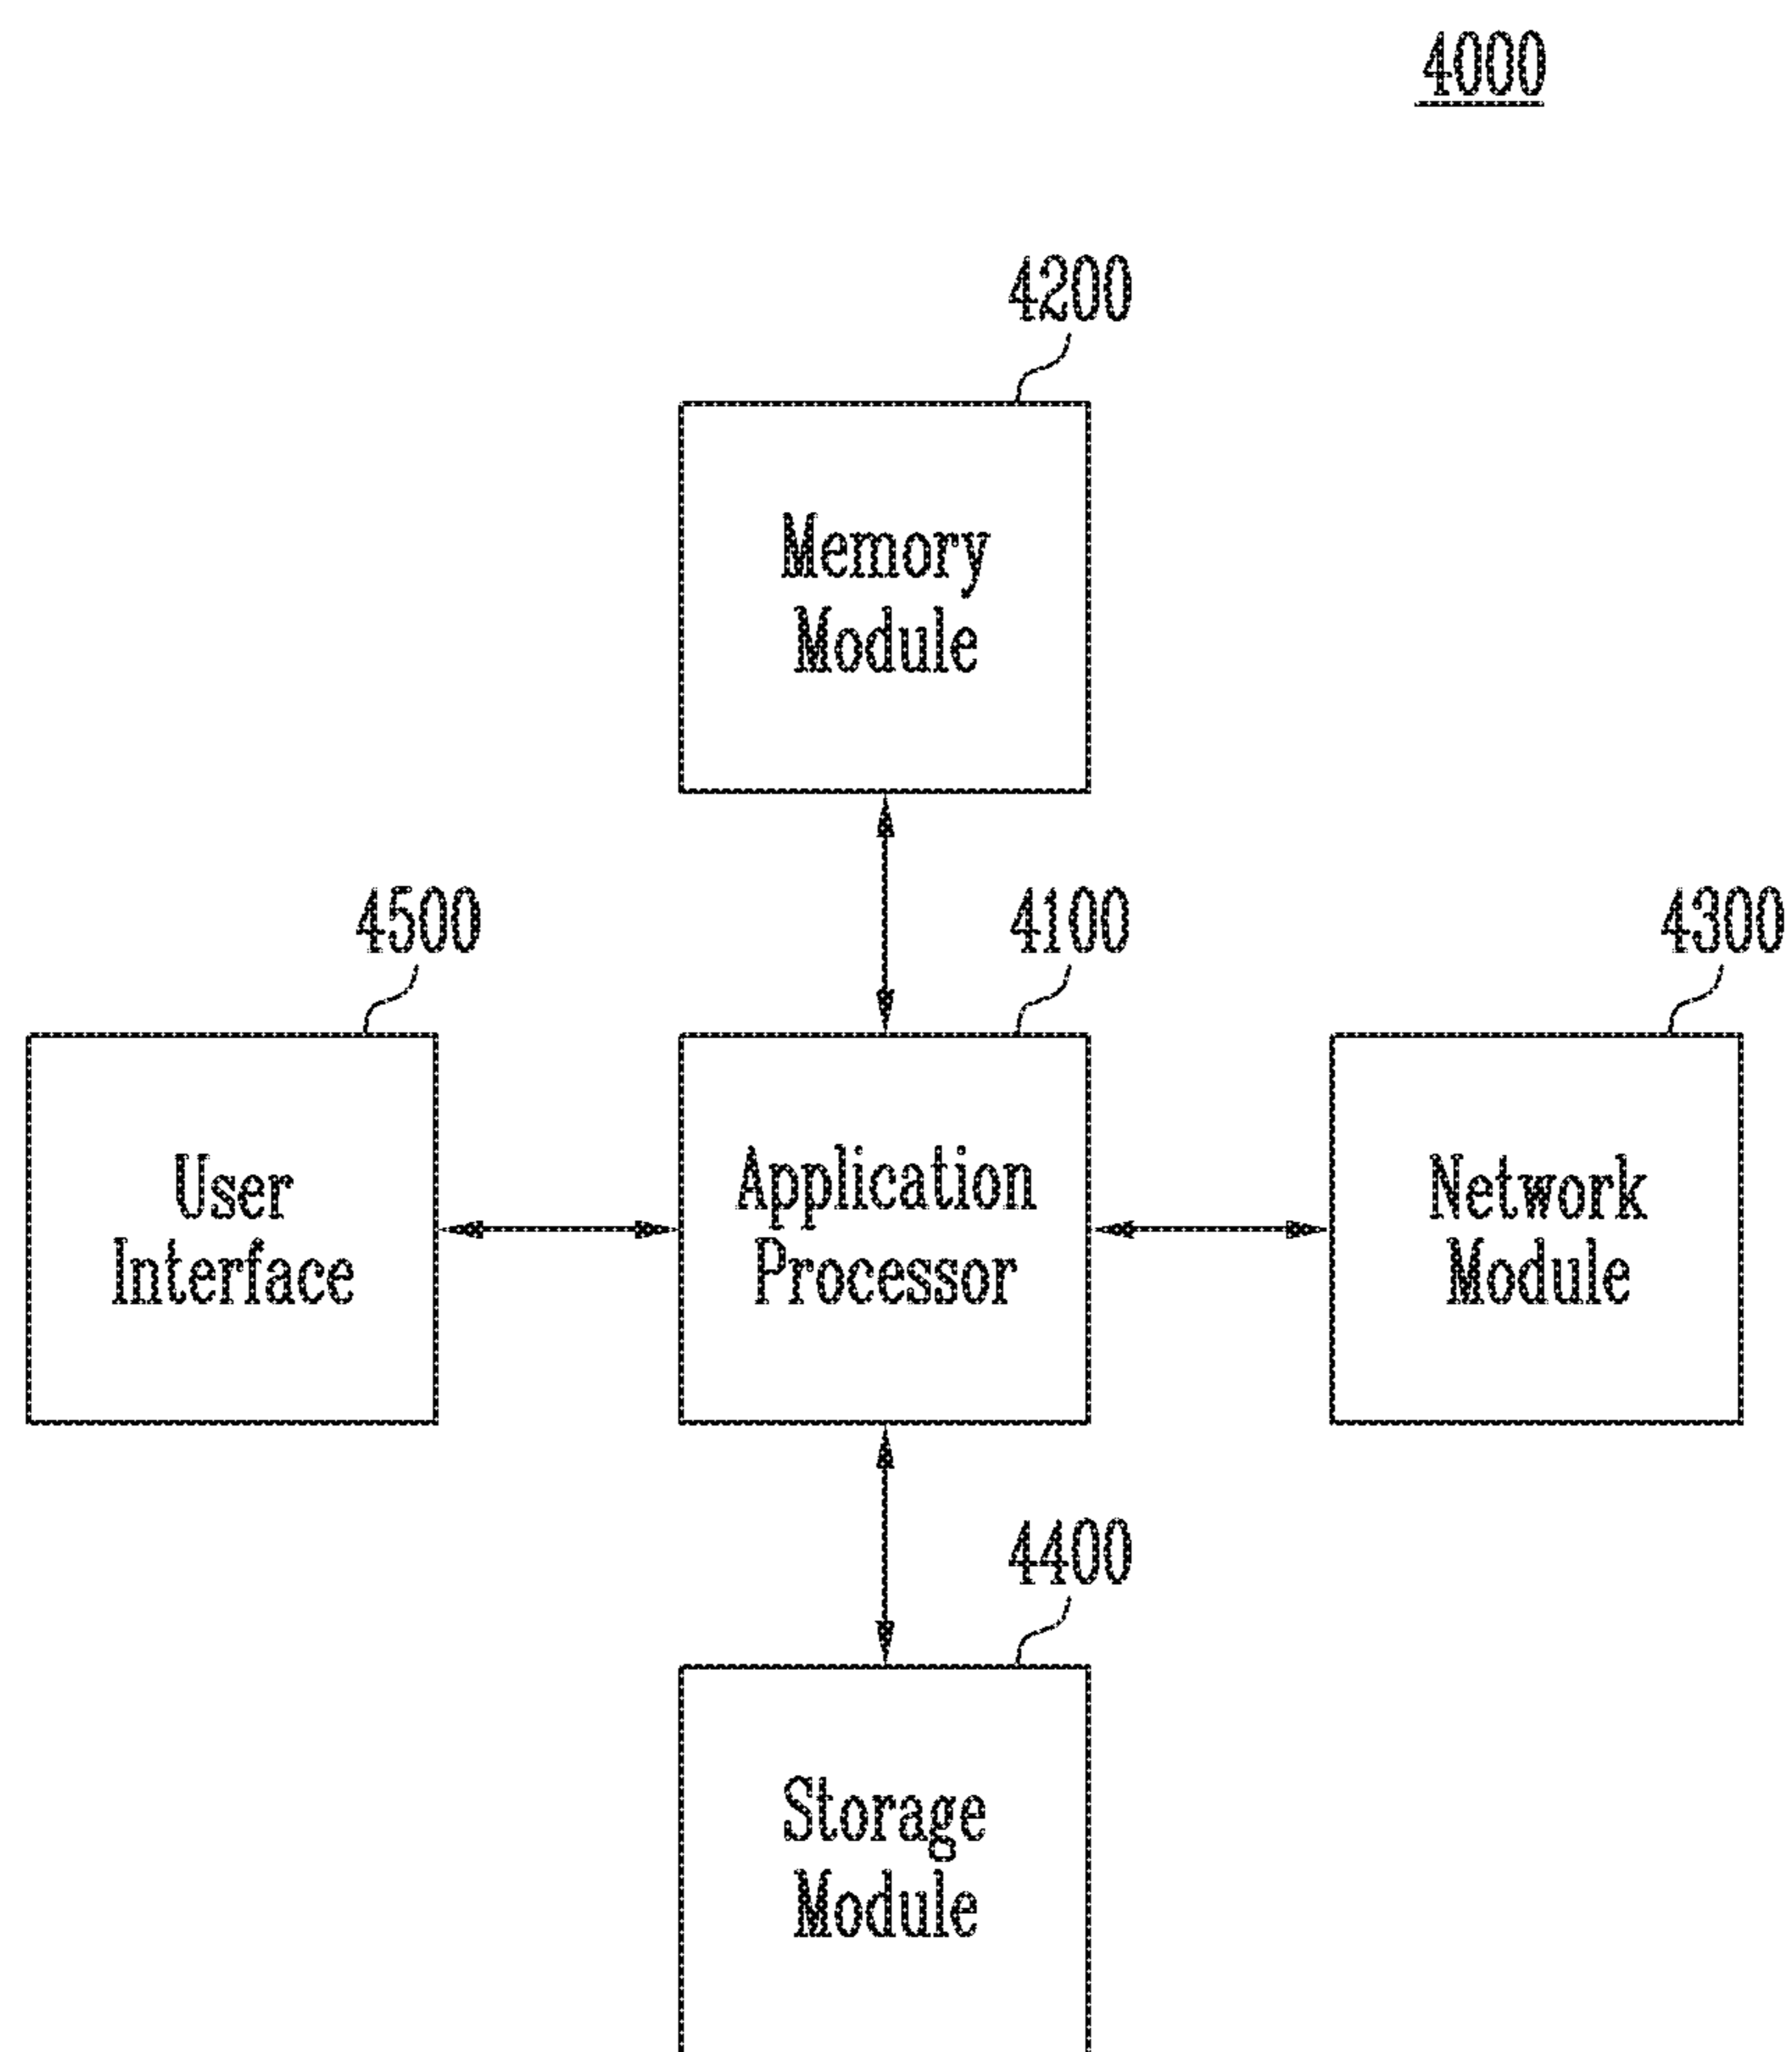 4000
4200
Memory
Module
4500
4100
4300
User
Interface
Application
Processor
Network
Module
4400
Storage
Module